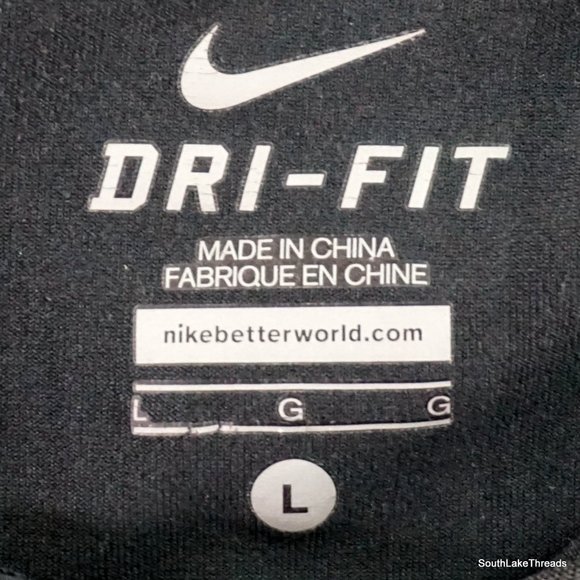 DRI-FIT
MADE IN CHINA
FABRIQUE EN CHINE
nikebetterworld.com
L G G
L
SouthLakeThreads